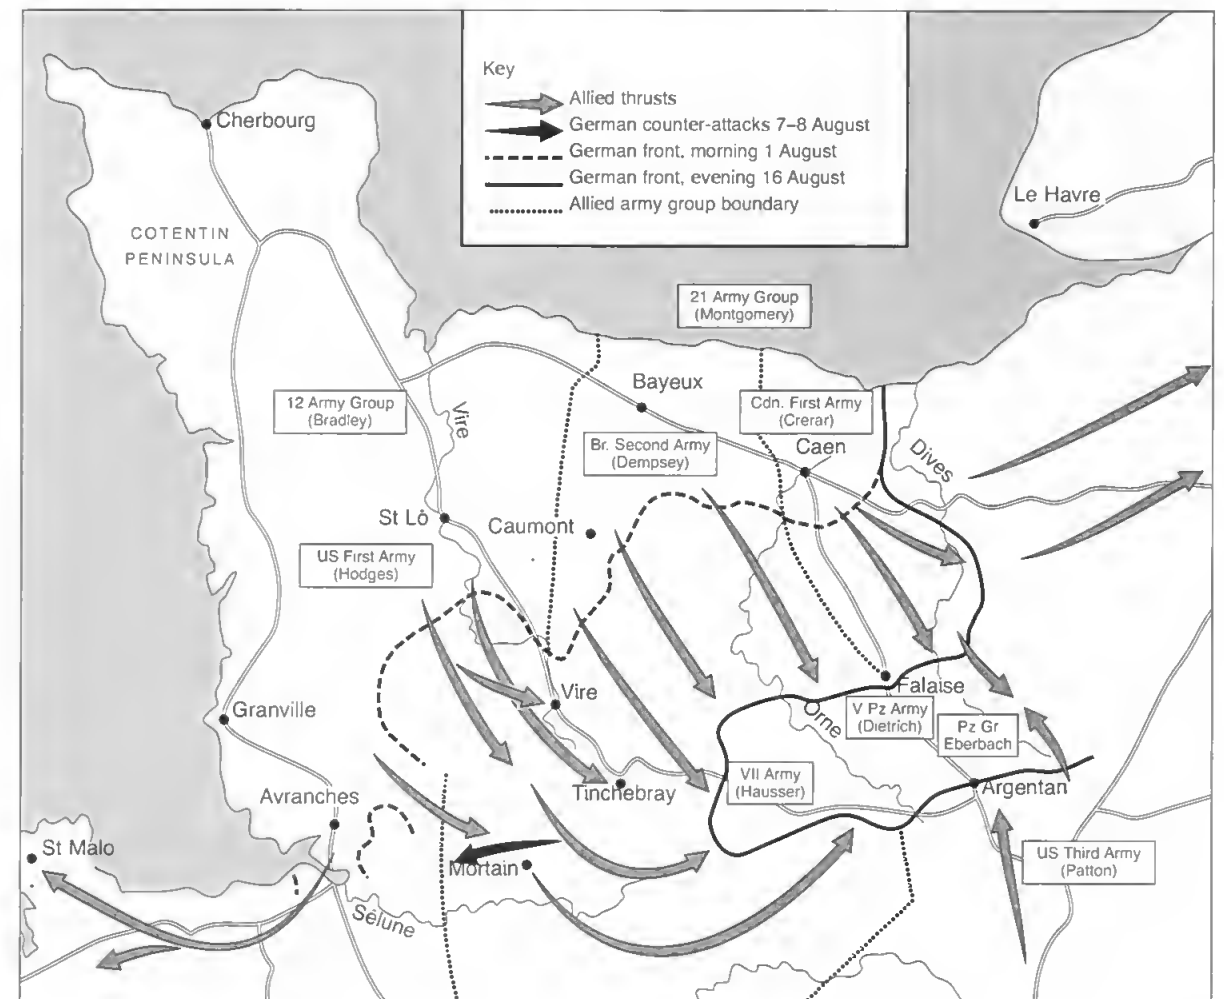 Key
Allied thrusts
German counter-attacks 7–8 August
German front, morning 1 August
German front, evening 16 August
Allied army group boundary
Cherbourg
COTENTIN
PENINSULA
Le Havre
21 Army Group
(Montgomery)
12 Army Group
(Bradley)
Vire
Bayeux
Cdn. First Army
(Crerar)
Br. Second Army
(Dempsey)
Caen
Dives
St Lô
Caumont
US First Army
(Hodges)
Vire
Falaise
Granville
Orne
V Pz Army
(Dietrich)
Pz Gr
Eberbach
VII Army
(Hausser)
Tinchebray
Argentan
Avranches
St Malo
Mortain
US Third Army
(Patton)
Sélune